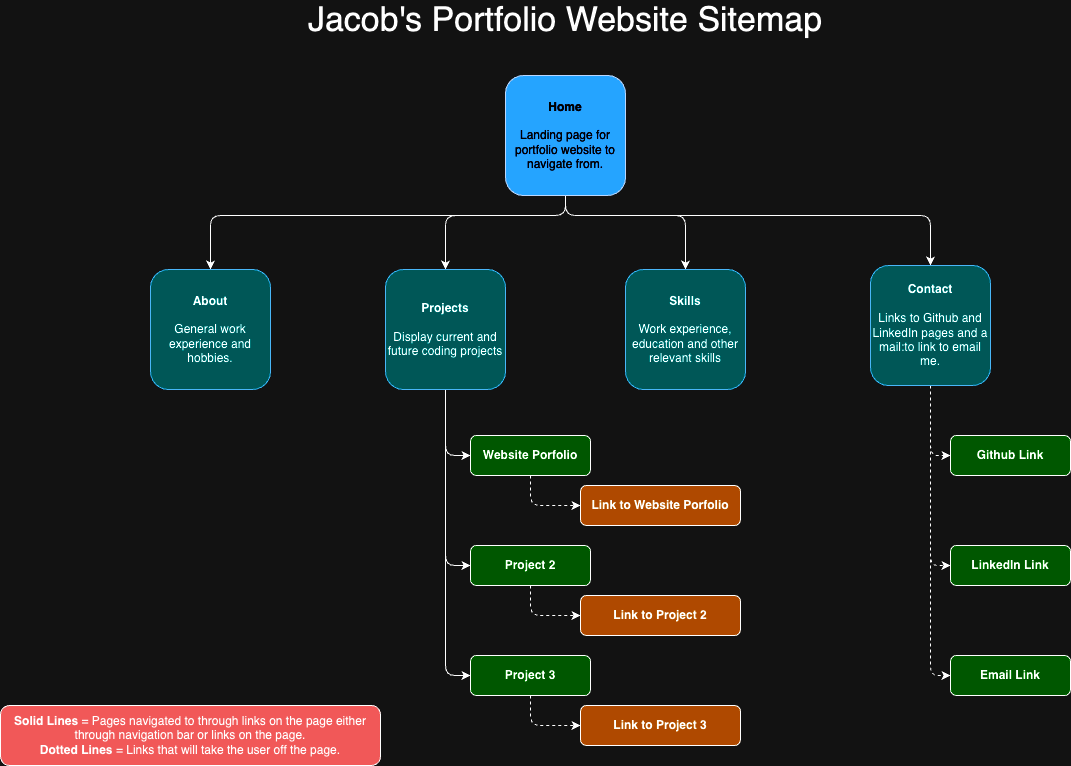 Jacob's Portfolio Website Sitemap
Home
Landing page for
portfolio website to
navigate from.
About
General work
experience and
hobbies.
Projects
Display current and
future coding projects
Skills
Work experience,
education and other
relevant skills
Contact
Links to Github and
LinkedIn pages and a
mail:to link to email
me.
Website Porfolio
Link to Website Porfolio
Project 2
Link to Project 2
Project 3
Link to Project 3
Github Link
LinkedIn Link
Email Link
Solid Lines = Pages navigated to through links on the page either
through navigation bar or links on the page.
Dotted Lines = Links that will take the user off the page.